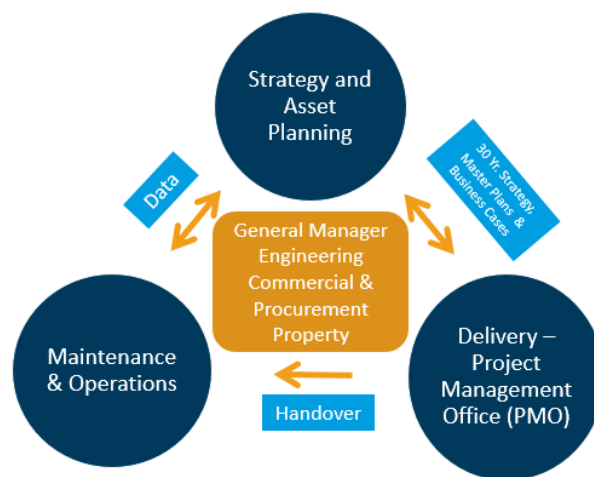 Strategy and
Asset
Planning
Data
30 Yr. Strategy,
Master Plans &
Business Cases
General Manager
Engineering
Commercial &
Procurement
Property
Maintenance
& Operations
Delivery –
Project
Management
Office (PMO)
Handover